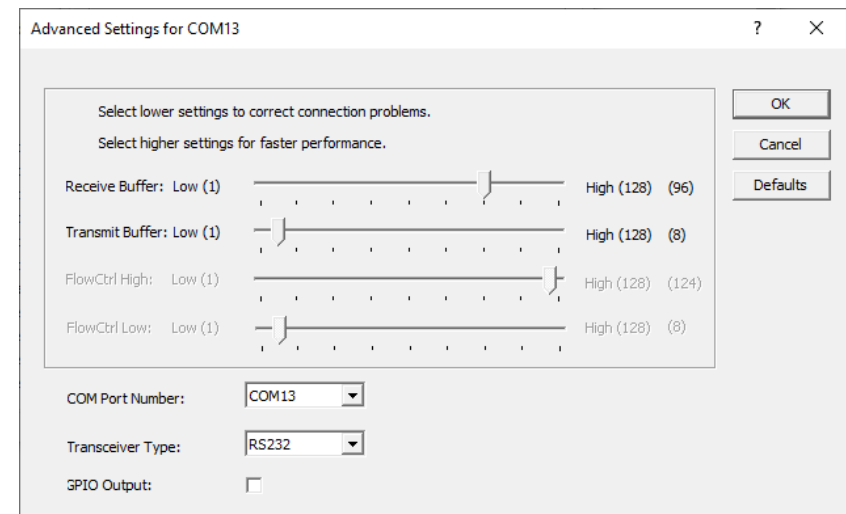 Advanced Settings for COM13 ?
Select lower settings to correct connection problems.
Select higher settings for faster performance.
OK
Cancel
Defaults
Receive Buffer: Low (1) High (128) (96)
Transmit Buffer: Low (1) High (128) (8)
FlowCtrl High: Low (1) High (128) (124)
FlowCtrl Low: Low (1) High (128) (8)
COM Port Number: COM13
Transceiver Type: RS232
GPIO Output: